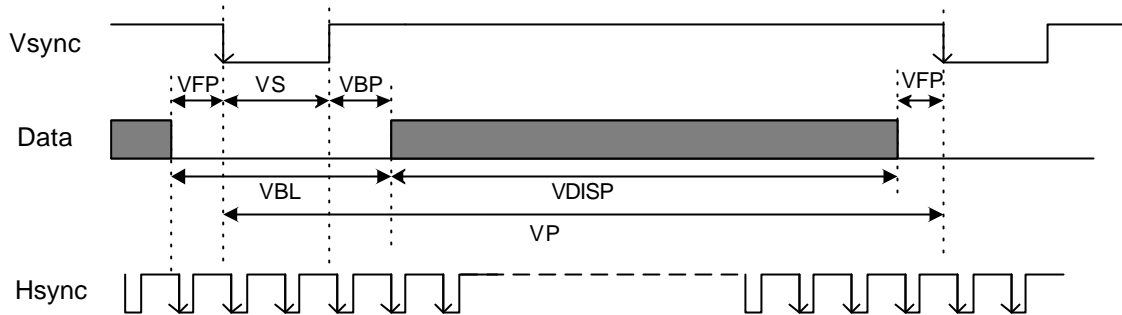 Vsync
VFP
VS
VBP
VFP
Data
VBL
VDISP
VP
Hsync